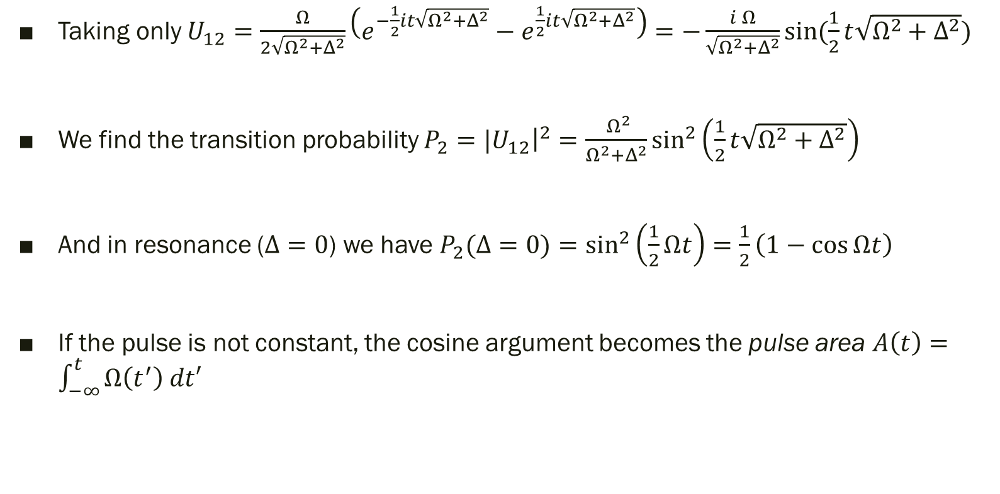 ■ Taking only $U_{12} = \frac{\Omega}{2\sqrt{\Omega^2+\Delta^2}} \left( e^{-\frac{1}{2}it\sqrt{\Omega^2+\Delta^2}} - e^{\frac{1}{2}it\sqrt{\Omega^2+\Delta^2}} \right) = -\frac{i\,\Omega}{\sqrt{\Omega^2+\Delta^2}} \sin(\frac{1}{2}t\sqrt{\Omega^2+\Delta^2})$
■ We find the transition probability $P_2 = |U_{12}|^2 = \frac{\Omega^2}{\Omega^2+\Delta^2} \sin^2\left(\frac{1}{2}t\sqrt{\Omega^2+\Delta^2}\right)$
■ And in resonance $(\Delta = 0)$ we have $P_2(\Delta = 0) = \sin^2\left(\frac{1}{2}\Omega t\right) = \frac{1}{2}(1 - \cos \Omega t)$
■ If the pulse is not constant, the cosine argument becomes the pulse area $A(t) =$
$\int_{-\infty}^{t} \Omega(t')\,dt'$